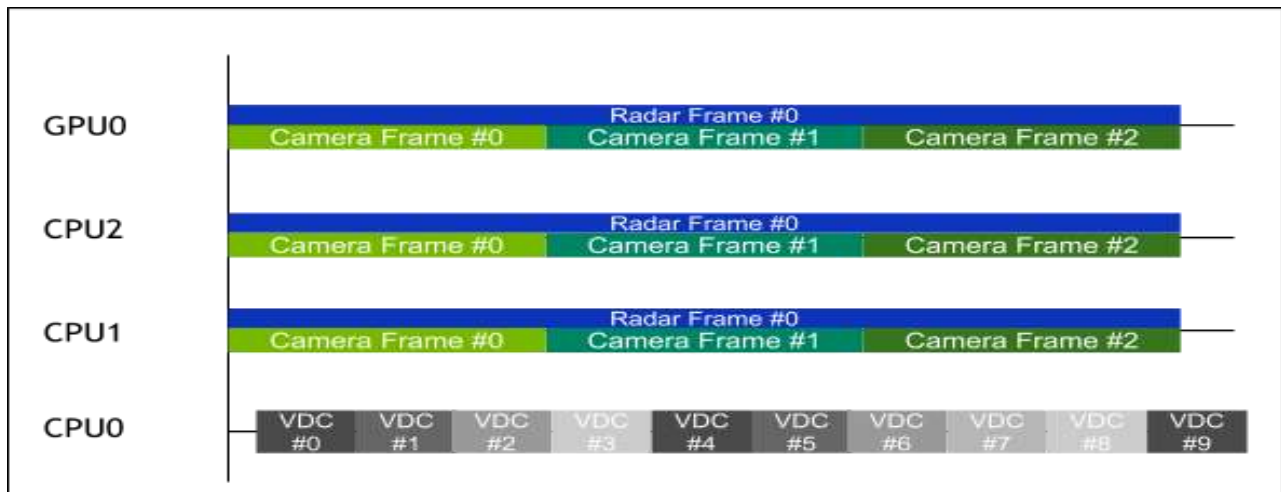 GPU0
Radar Frame #0
Camera Frame #0 Camera Frame #1 Camera Frame #2
CPU2
Radar Frame #0
Camera Frame #0 Camera Frame #1 Camera Frame #2
CPU1
Radar Frame #0
Camera Frame #0 Camera Frame #1 Camera Frame #2
CPU0
VDC VDC VDC VDC VDC VDC VDC VDC VDC VDC
#0 #1 #2 #3 #4 #5 #6 #7 #8 #9